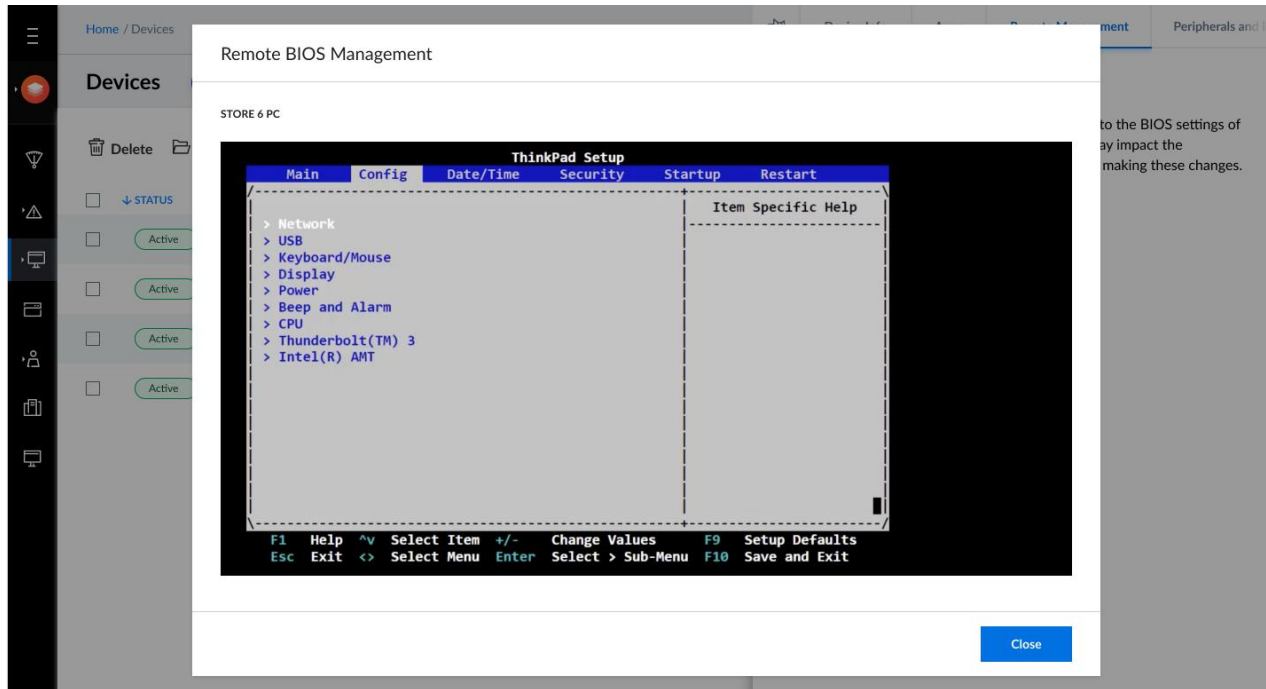 Home / Devices
Devices
Delete
STATUS
Active
Active
Active
Active
Remote BIOS Management
STORE 6 PC
ThinkPad Setup
Main Config Date/Time Security Startup Restart
Item Specific Help
> Network
> USB
> Keyboard/Mouse
> Display
> Power
> Beep and Alarm
> CPU
> Thunderbolt(TM) 3
> Intel(R) AMT
F1 Help ^v Select Item +/- Change Values F9 Setup Defaults
Esc Exit <> Select Menu Enter Select > Sub-Menu F10 Save and Exit
Close
Peripherals and
to the BIOS settings of
impact the
making these changes.